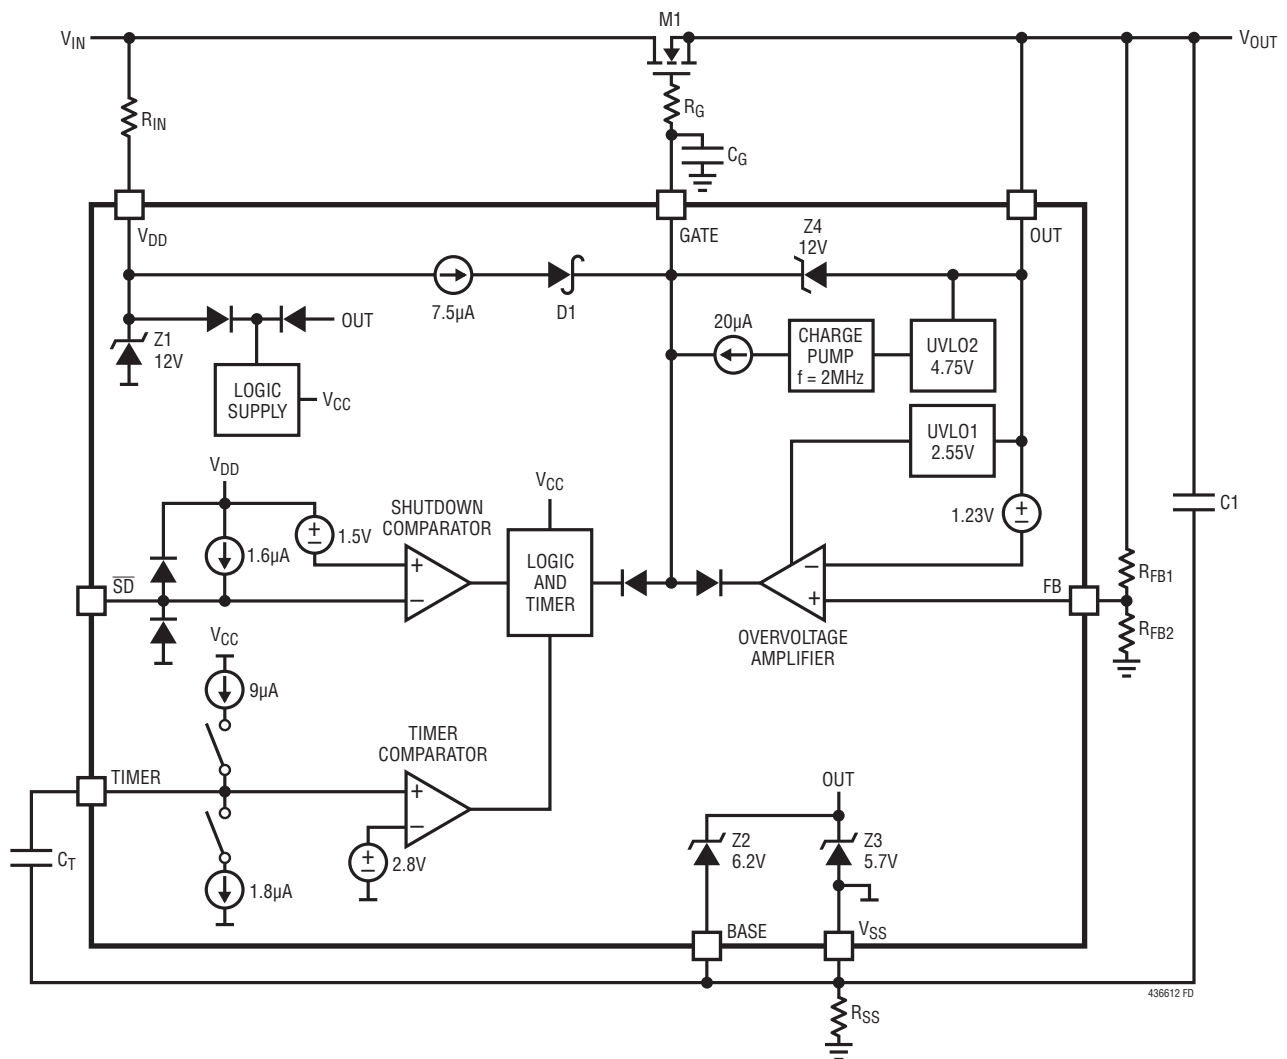 M1
VIN
VOUT
RIN
RG
CG
VDD
GATE
OUT
Z4
12V
7.5µA
D1
Z1
12V
OUT
20µA
CHARGE
PUMP
f = 2MHz
UVLO2
4.75V
LOGIC
SUPPLY
VCC
UVLO1
2.55V
VDD
SHUTDOWN
COMPARATOR
VCC
C1
1.6µA
+
–
1.5V
+
–
LOGIC
AND
TIMER
1.23V
+
–
–
+
SD
FB
RFB1
RFB2
OVERVOLTAGE
AMPLIFIER
VCC
9µA
TIMER
COMPARATOR
TIMER
+
–
OUT
CT
+
–
2.8V
Z2
6.2V
Z3
5.7V
1.8µA
BASE
VSS
436612 FD
RSS